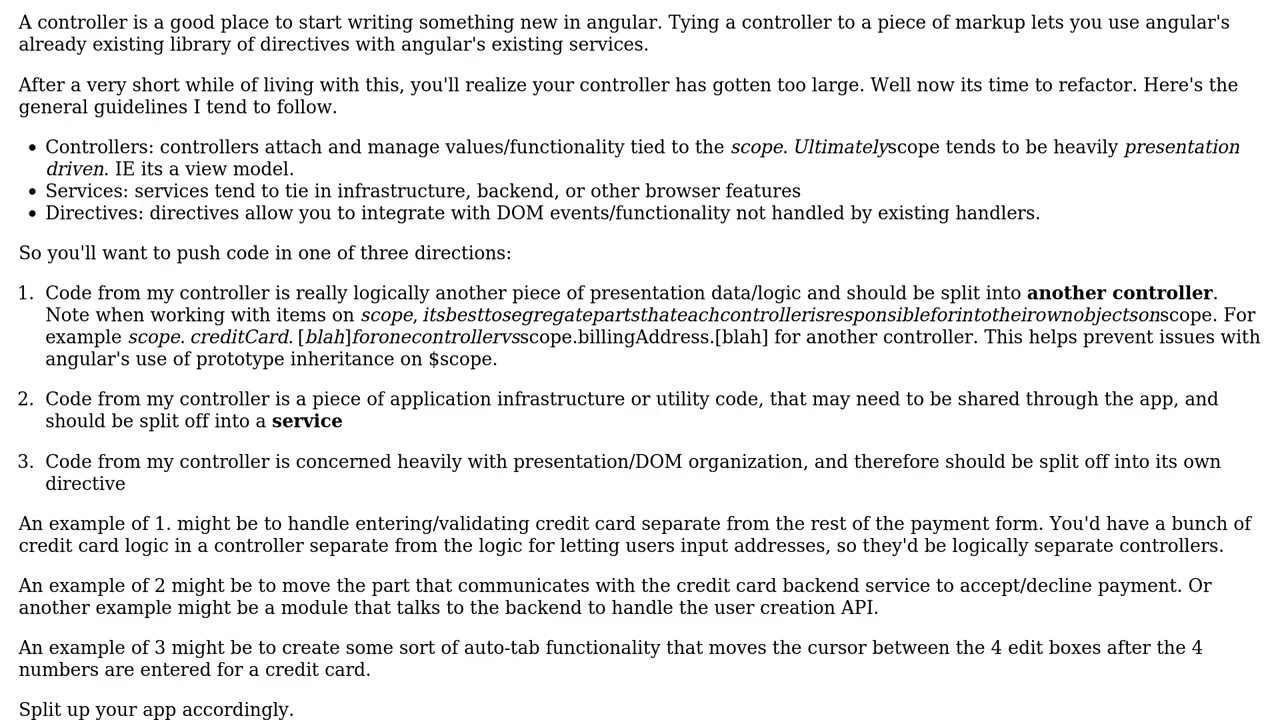 A controller is a good place to start writing something new in angular. Tying a controller to a piece of markup lets you use angular's
already existing library of directives with angular's existing services.
After a very short while of living with this, you'll realize your controller has gotten too large. Well now its time to refactor. Here's the
general guidelines I tend to follow.
• Controllers: controllers attach and manage values/functionality tied to the scope. Ultimatelyscope tends to be heavily presentation
driven. IE its a view model.
• Services: services tend to tie in infrastructure, backend, or other browser features
• Directives: directives allow you to integrate with DOM events/functionality not handled by existing handlers.
So you'll want to push code in one of three directions:
1. Code from my controller is really logically another piece of presentation data/logic and should be split into another controller.
Note when working with items on scope, itsbesttosegregatepartsthateachcontrollerisresponsibleforintotheirownobjectsonscope. For
example scope. creditCard. [blah]foronecontrollervsscope.billingAddress.[blah] for another controller. This helps prevent issues with
angular's use of prototype inheritance on $scope.
2. Code from my controller is a piece of application infrastructure or utility code, that may need to be shared through the app, and
should be split off into a service
3. Code from my controller is concerned heavily with presentation/DOM organization, and therefore should be split off into its own
directive
An example of 1. might be to handle entering/validating credit card separate from the rest of the payment form. You'd have a bunch of
credit card logic in a controller separate from the logic for letting users input addresses, so they'd be logically separate controllers.
An example of 2 might be to move the part that communicates with the credit card backend service to accept/decline payment. Or
another example might be a module that talks to the backend to handle the user creation API.
An example of 3 might be to create some sort of auto-tab functionality that moves the cursor between the 4 edit boxes after the 4
numbers are entered for a credit card.
Split up your app accordingly.